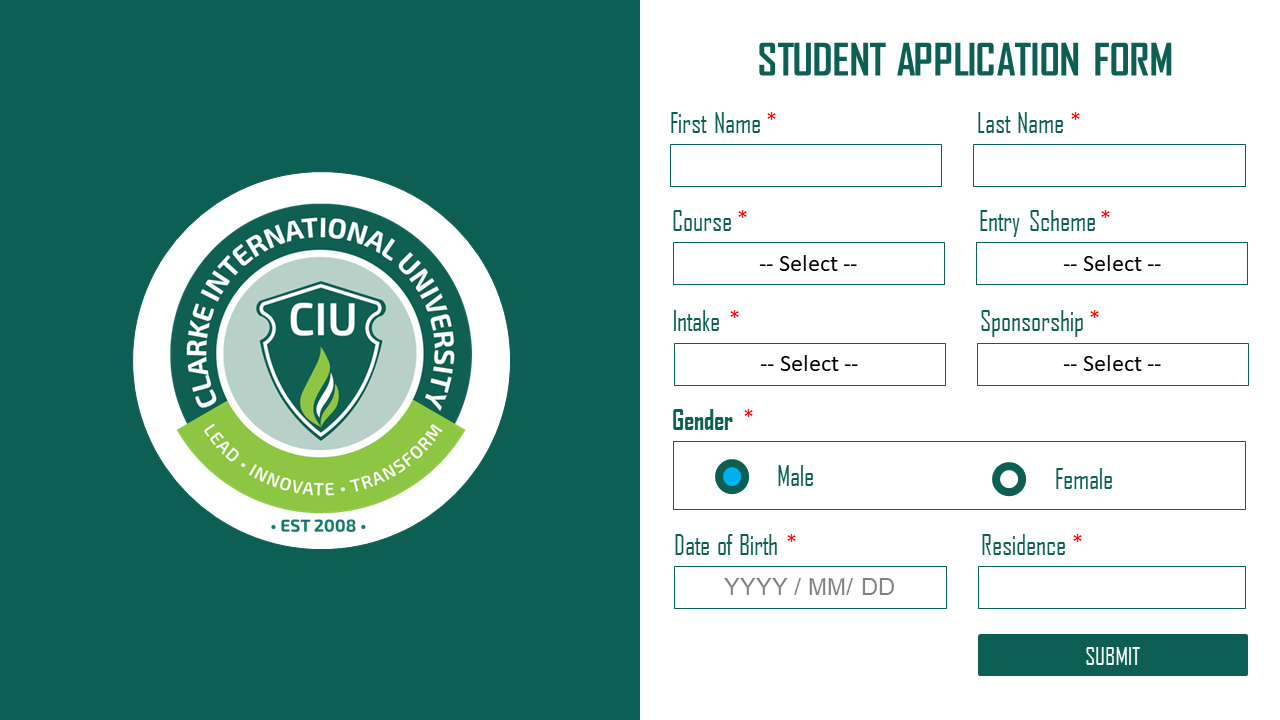 CLARKE INTERNATIONAL UNIVERSITY
CIU
LEAD • INNOVATE • TRANSFORM
• EST 2008 •
STUDENT APPLICATION FORM
First Name * Last Name *
Course * Entry Scheme *
-- Select -- -- Select --
Intake * Sponsorship *
-- Select -- -- Select --
Gender *
Male Female
Date of Birth * Residence *
YYYY / MM/ DD
SUBMIT